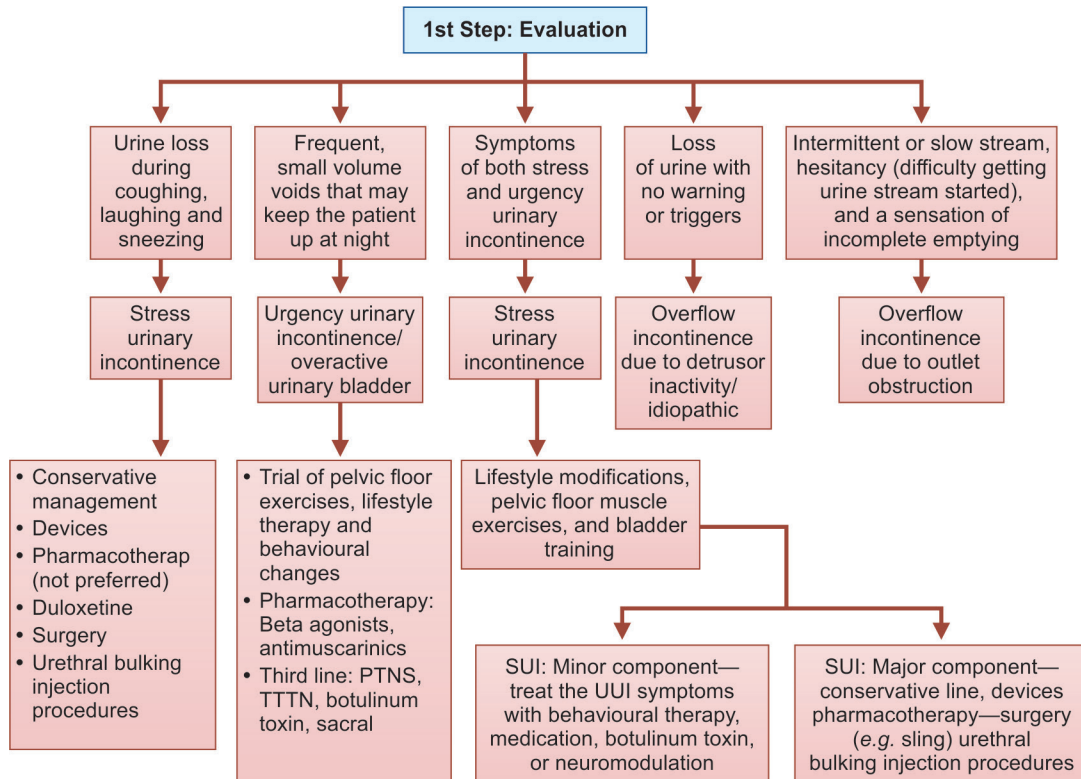 1st Step: Evaluation
Urine loss
during
coughing,
laughing and
sneezing
Frequent,
small volume
voids that may
keep the patient
up at night
Symptoms
of both stress
and urgency
urinary
incontinence
Loss
of urine with
no warning
or triggers
Intermittent or slow stream,
hesitancy (difficulty getting
urine stream started),
and a sensation of
incomplete emptying
Stress
urinary
incontinence
Urgency urinary
incontinence/
overactive
urinary bladder
Stress
urinary
incontinence
Overflow
incontinence
due to detrusor
inactivity/
idiopathic
Overflow
incontinence
due to outlet
obstruction
• Conservative
management
• Devices
• Pharmacotherap
(not preferred)
• Duloxetine
• Surgery
• Urethral bulking
injection
procedures
• Trial of pelvic floor
exercises, lifestyle
therapy and
behavioural
changes
• Pharmacotherapy:
Beta agonists,
antimuscarinics
• Third line: PTNS,
TTTN, botulinum
toxin, sacral
Lifestyle modifications,
pelvic floor muscle
exercises, and bladder
training
SUI: Minor component—
treat the UUI symptoms
with behavioural therapy,
medication, botulinum toxin,
or neuromodulation
SUI: Major component—
conservative line, devices
pharmacotherapy—surgery
(e.g. sling) urethral
bulking injection procedures